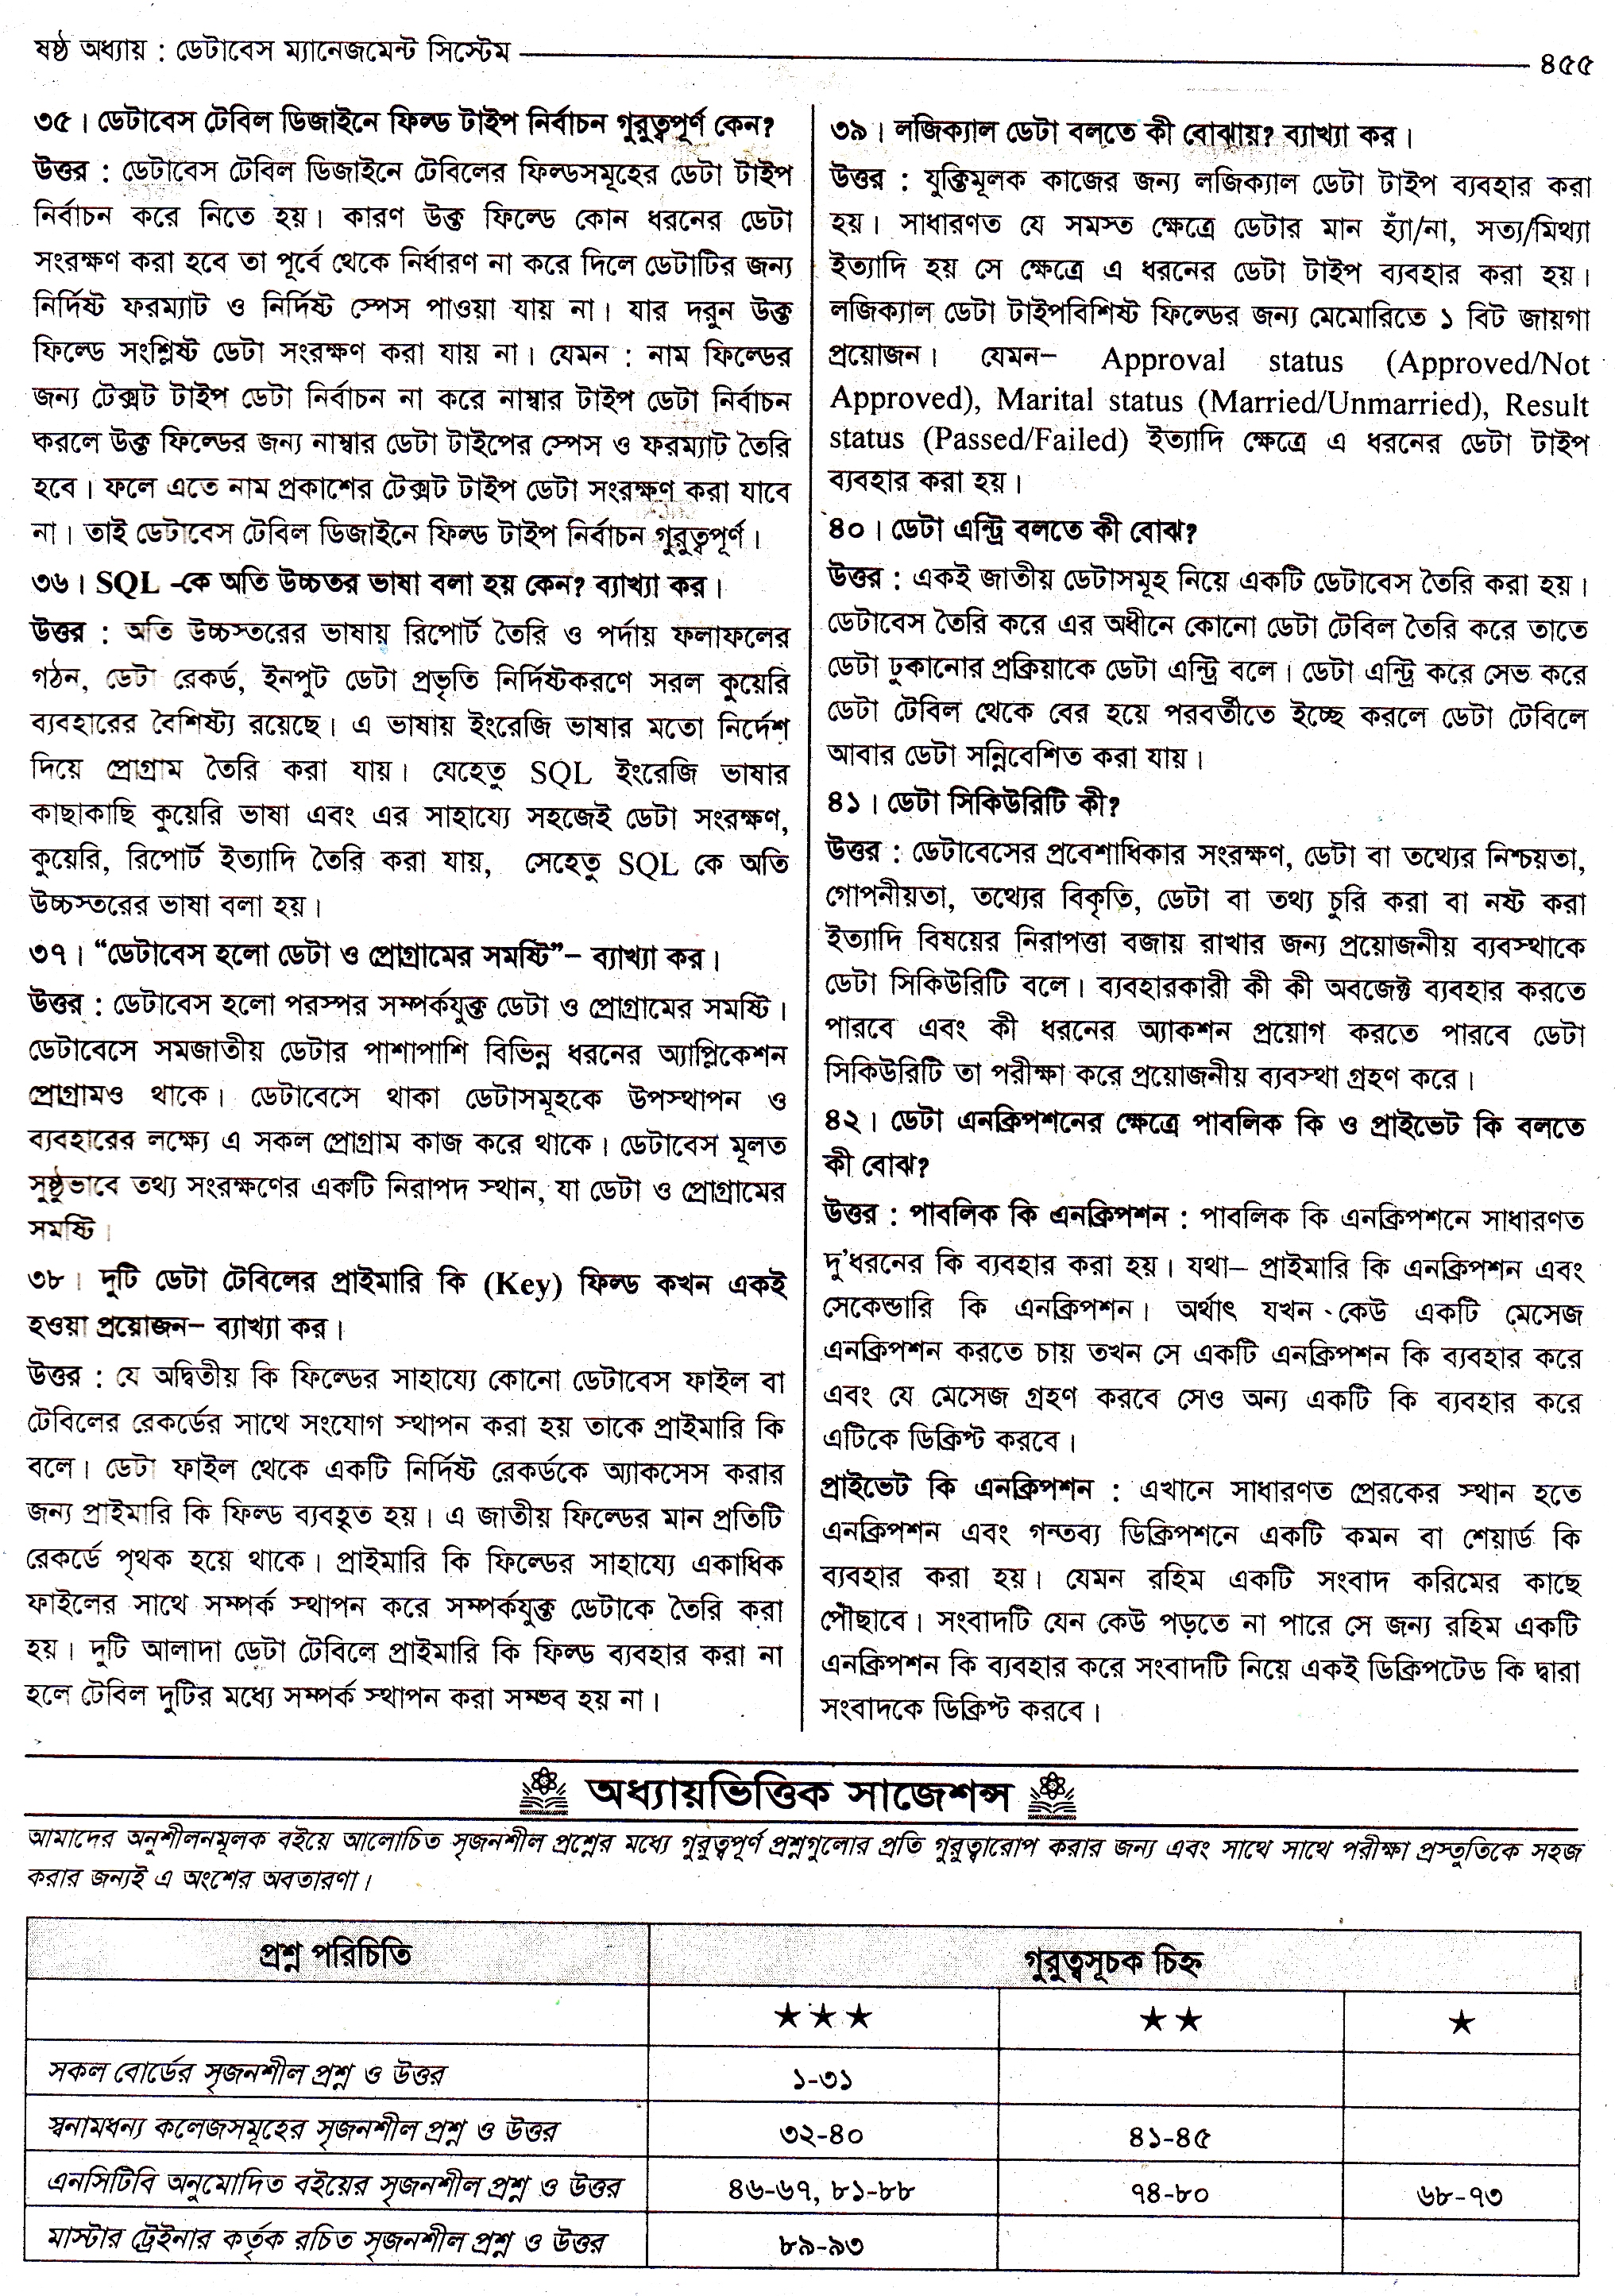 ষষ্ঠ অধ্যায় : ডেটাবেস ম্যানেজমেন্ট সিস্টেম
৪৫৫
৩৫। ডেটাবেস টেবিল ডিজাইনে ফিল্ড টাইপ নির্বাচন গুরুত্বপূর্ণ কেন?
উত্তর : ডেটাবেস টেবিল ডিজাইনে টেবিলের ফিল্ডসমূহের ডেটা টাইপ
নির্বাচন করে নিতে হয়। কারণ উক্ত ফিল্ডে কোন ধরনের ডেটা
সংরক্ষণ করা হবে তা পূর্বে থেকে নির্ধারণ না করে দিলে ডেটাটির জন্য
নির্দিষ্ট ফরম্যাট ও নির্দিষ্ট স্পেস পাওয়া যায় না। যার দরুন উক্ত
ফিল্ডে সংশ্লিষ্ট ডেটা সংরক্ষণ করা যায় না। যেমন : নাম ফিল্ডের
জন্য টেক্সট টাইপ ডেটা নির্বাচন না করে নাম্বার টাইপ ডেটা নির্বাচন
করলে উক্ত ফিল্ডের জন্য নাম্বার ডেটা টাইপের স্পেস ও ফরম্যাট তৈরি
হবে। ফলে এতে নাম প্রকাশের টেক্সট টাইপ ডেটা সংরক্ষণ করা যাবে
না। তাই ডেটাবেস টেবিল ডিজাইনে ফিল্ড টাইপ নির্বাচন গুরুত্বপূর্ণ।
৩৬। SQL -কে অতি উচ্চতর ভাষা বলা হয় কেন? ব্যাখ্যা কর।
উত্তর : অতি উচ্চস্তরের ভাষায় রিপোর্ট তৈরি ও পর্দায় ফলাফলের
গঠন, ডেটা রেকর্ড, ইনপুট ডেটা প্রভৃতি নির্দিষ্টকরণে সরল কুয়েরি
ব্যবহারের বৈশিষ্ট্য রয়েছে। এ ভাষায় ইংরেজি ভাষার মতো নির্দেশ
দিয়ে প্রোগ্রাম তৈরি করা যায়। যেহেতু SQL ইংরেজি ভাষার
কাছাকাছি কুয়েরি ভাষা এবং এর সাহায্যে সহজেই ডেটা সংরক্ষণ,
কুয়েরি, রিপোর্ট ইত্যাদি তৈরি করা যায়, সেহেতু SQL কে অতি
উচ্চস্তরের ভাষা বলা হয়।
৩৭। “ডেটাবেস হলো ডেটা ও প্রোগ্রামের সমষ্টি”– ব্যাখ্যা কর।
উত্তর : ডেটাবেস হলো পরস্পর সম্পর্কযুক্ত ডেটা ও প্রোগ্রামের সমষ্টি।
ডেটাবেসে সমজাতীয় ডেটার পাশাপাশি বিভিন্ন ধরনের অ্যাপ্লিকেশন
প্রোগ্রামও থাকে। ডেটাবেসে থাকা ডেটাসমূহকে উপস্থাপন ও
ব্যবহারের লক্ষ্যে এ সকল প্রোগ্রাম কাজ করে থাকে। ডেটাবেস মূলত
সুষ্ঠুভাবে তথ্য সংরক্ষণের একটি নিরাপদ স্থান, যা ডেটা ও প্রোগ্রামের
সমষ্টি।
৩৮। দুটি ডেটা টেবিলের প্রাইমারি কি (Key) ফিল্ড কখন একই
হওয়া প্রয়োজন– ব্যাখ্যা কর।
উত্তর : যে অদ্বিতীয় কি ফিল্ডের সাহায্যে কোনো ডেটাবেস ফাইল বা
টেবিলের রেকর্ডের সাথে সংযোগ স্থাপন করা হয় তাকে প্রাইমারি কি
বলে। ডেটা ফাইল থেকে একটি নির্দিষ্ট রেকর্ডকে অ্যাকসেস করার
জন্য প্রাইমারি কি ফিল্ড ব্যবহৃত হয়। এ জাতীয় ফিল্ডের মান প্রতিটি
রেকর্ডে পৃথক হয়ে থাকে। প্রাইমারি কি ফিল্ডের সাহায্যে একাধিক
ফাইলের সাথে সম্পর্ক স্থাপন করে সম্পর্কযুক্ত ডেটাকে তৈরি করা
হয়। দুটি আলাদা ডেটা টেবিলে প্রাইমারি কি ফিল্ড ব্যবহার করা না
হলে টেবিল দুটির মধ্যে সম্পর্ক স্থাপন করা সম্ভব হয় না।
৩৯। লজিক্যাল ডেটা বলতে কী বোঝায়? ব্যাখ্যা কর।
উত্তর : যুক্তিমূলক কাজের জন্য লজিক্যাল ডেটা টাইপ ব্যবহার করা
হয়। সাধারণত যে সমস্ত ক্ষেত্রে ডেটার মান হ্যাঁ/না, সত্য/মিথ্যা
ইত্যাদি হয় সে ক্ষেত্রে এ ধরনের ডেটা টাইপ ব্যবহার করা হয়।
লজিক্যাল ডেটা টাইপবিশিষ্ট ফিল্ডের জন্য মেমোরিতে ১ বিট জায়গা
প্রয়োজন। যেমন– Approval status (Approved/Not
Approved), Marital status (Married/Unmarried), Result
status (Passed/Failed) ইত্যাদি ক্ষেত্রে এ ধরনের ডেটা টাইপ
ব্যবহার করা হয়।
৪০। ডেটা এন্ট্রি বলতে কী বোঝ?
উত্তর : একই জাতীয় ডেটাসমূহ নিয়ে একটি ডেটাবেস তৈরি করা হয়।
ডেটাবেস তৈরি করে এর অধীনে কোনো ডেটা টেবিল তৈরি করে তাতে
ডেটা ঢুকানোর প্রক্রিয়াকে ডেটা এন্ট্রি বলে। ডেটা এন্ট্রি করে সেভ করে
ডেটা টেবিল থেকে বের হয়ে পরবর্তীতে ইচ্ছে করলে ডেটা টেবিলে
আবার ডেটা সন্নিবেশিত করা যায়।
৪১। ডেটা সিকিউরিটি কী?
উত্তর : ডেটাবেসের প্রবেশাধিকার সংরক্ষণ, ডেটা বা তথ্যের নিশ্চয়তা,
গোপনীয়তা, তথ্যের বিকৃতি, ডেটা বা তথ্য চুরি করা বা নষ্ট করা
ইত্যাদি বিষয়ের নিরাপত্তা বজায় রাখার জন্য প্রয়োজনীয় ব্যবস্থাকে
ডেটা সিকিউরিটি বলে। ব্যবহারকারী কী কী অবজেক্ট ব্যবহার করতে
পারবে এবং কী ধরনের অ্যাকশন প্রয়োগ করতে পারবে ডেটা
সিকিউরিটি তা পরীক্ষা করে প্রয়োজনীয় ব্যবস্থা গ্রহণ করে।
৪২। ডেটা এনক্রিপশনের ক্ষেত্রে পাবলিক কি ও প্রাইভেট কি বলতে
কী বোঝ?
উত্তর : পাবলিক কি এনক্রিপশন : পাবলিক কি এনক্রিপশনে সাধারণত
দু’ধরনের কি ব্যবহার করা হয়। যথা– প্রাইমারি কি এনক্রিপশন এবং
সেকেন্ডারি কি এনক্রিপশন। অর্থাৎ যখন কেউ একটি মেসেজ
এনক্রিপশন করতে চায় তখন সে একটি এনক্রিপশন কি ব্যবহার করে
এবং যে মেসেজ গ্রহণ করবে সেও অন্য একটি কি ব্যবহার করে
এটিকে ডিক্রিপ্ট করবে।
প্রাইভেট কি এনক্রিপশন : এখানে সাধারণত প্রেরকের স্থান হতে
এনক্রিপশন এবং গন্তব্য ডিক্রিপশনে একটি কমন বা শেয়ার্ড কি
ব্যবহার করা হয়। যেমন রহিম একটি সংবাদ করিমের কাছে
পৌঁছাবে। সংবাদটি যেন কেউ পড়তে না পারে সে জন্য রহিম একটি
এনক্রিপশন কি ব্যবহার করে সংবাদটি নিয়ে একই ডিক্রিপটেড কি দ্বারা
সংবাদকে ডিক্রিপ্ট করবে।
অধ্যায়ভিত্তিক সাজেশন্স
আমাদের অনুশীলনমূলক বইয়ে আলোচিত সৃজনশীল প্রশ্নের মধ্যে গুরুত্বপূর্ণ প্রশ্নগুলোর প্রতি গুরুত্বারোপ করার জন্য এবং সাথে সাথে পরীক্ষা প্রস্তুতিকে সহজ
করার জন্যই এ অংশের অবতারণা।
প্রশ্ন পরিচিতি গুরুত্বসূচক চিহ্ন
★★★ ★★ ★
সকল বোর্ডের সৃজনশীল প্রশ্ন ও উত্তর ১-৩১
স্বনামধন্য কলেজসমূহের সৃজনশীল প্রশ্ন ও উত্তর ৩২-৪০ ৪১-৪৫
এনসিটিবি অনুমোদিত বইয়ের সৃজনশীল প্রশ্ন ও উত্তর ৪৬-৬৭, ৮১-৮৮ ৭৪-৮০ ৬৮-৭৩
মাস্টার ট্রেইনার কর্তৃক রচিত সৃজনশীল প্রশ্ন ও উত্তর ৮৯-৯৩